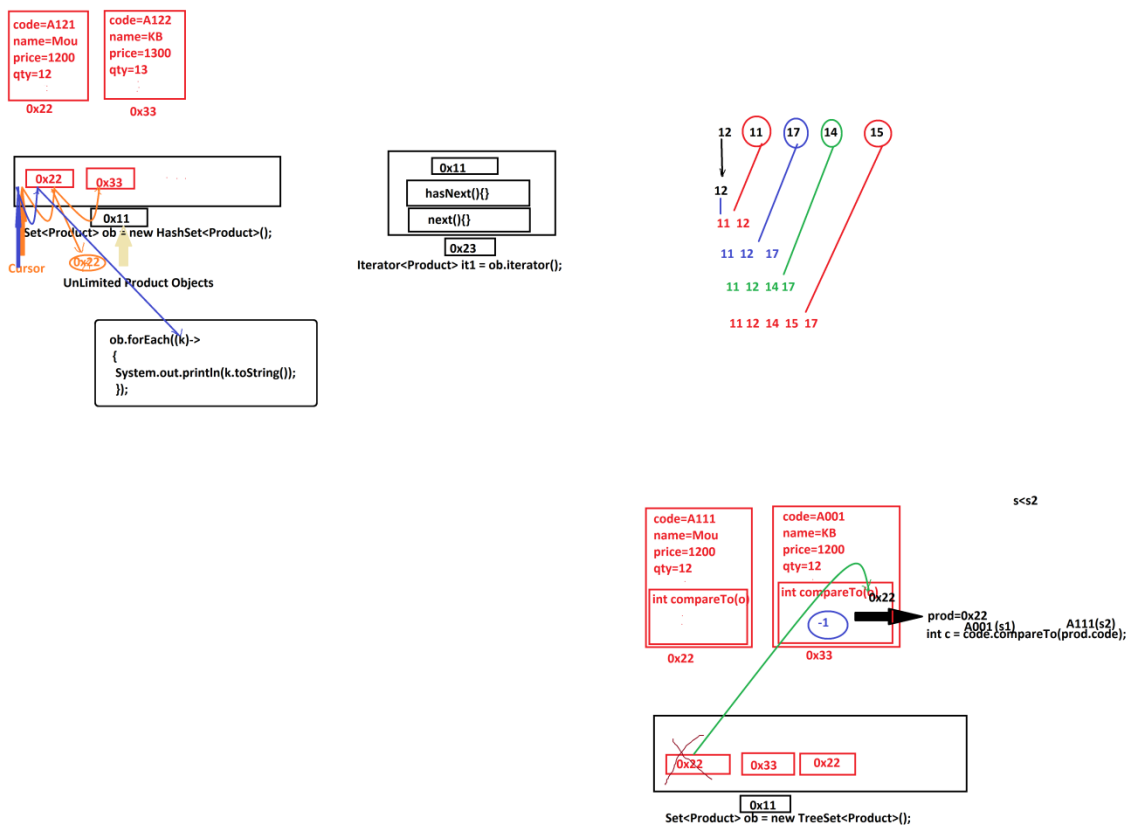 code=A121
name=Mou
price=1200
qty=12
0x22
code=A122
name=KB
price=1300
qty=13
0x33
0x22
0x33
0x11
Set<Product> ob = new HashSet<Product>();
Cursor
0x22
UnLimited Product Objects
ob.forEach((k)->
{
System.out.println(k.toString());
});
0x11
hasNext(){}
next(){}
0x23
Iterator<Product> it1 = ob.iterator();
12 11 17 14 15
12
11 12
11 12 17
11 12 14 17
11 12 14 15 17
s<s2
code=A111
name=Mou
price=1200
qty=12
int compareTo(o)
0x22
code=A001
name=KB
price=1200
qty=12
int compareTo(o)
0x22
-1
0x33
prod=0x22
A001 (s1) A111(s2)
int c = code.compareTo(prod.code);
0x22 0x33 0x22
0x11
Set<Product> ob = new TreeSet<Product>();